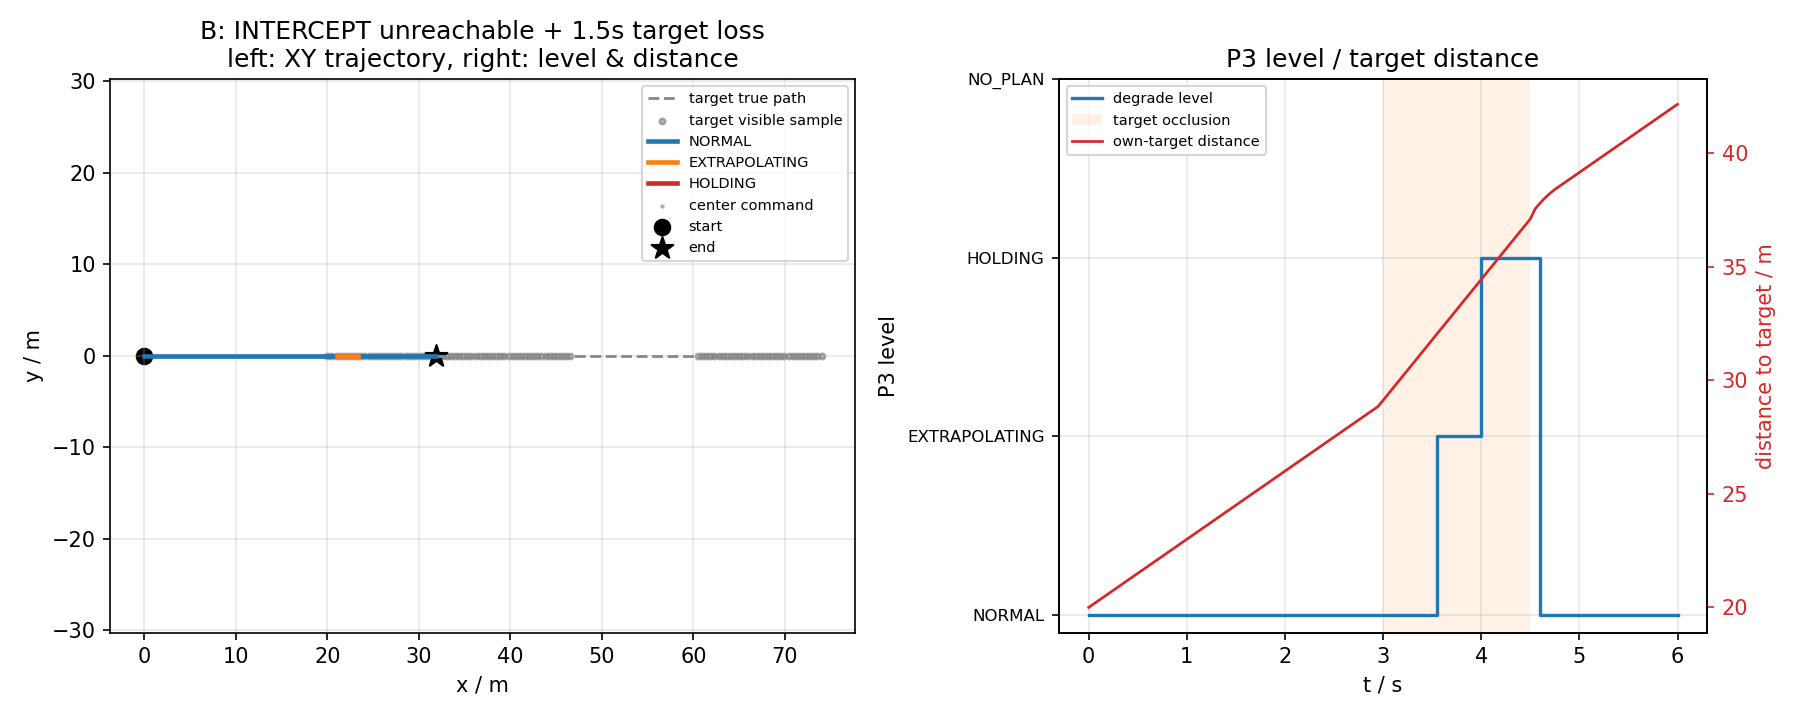 B: INTERCEPT unreachable + 1.5s target loss
left: XY trajectory, right: level & distance
30
20
10
0
−10
−20
−30
y / m
0
10
20
30
40
50
60
70
x / m
target true path
target visible sample
NORMAL
EXTRAPOLATING
HOLDING
center command
start
end
P3 level / target distance
NO_PLAN
HOLDING
EXTRAPOLATING
NORMAL
P3 level
degrade level
target occlusion
own-target distance
0
1
2
3
4
5
6
t / s
40
35
30
25
20
distance to target / m